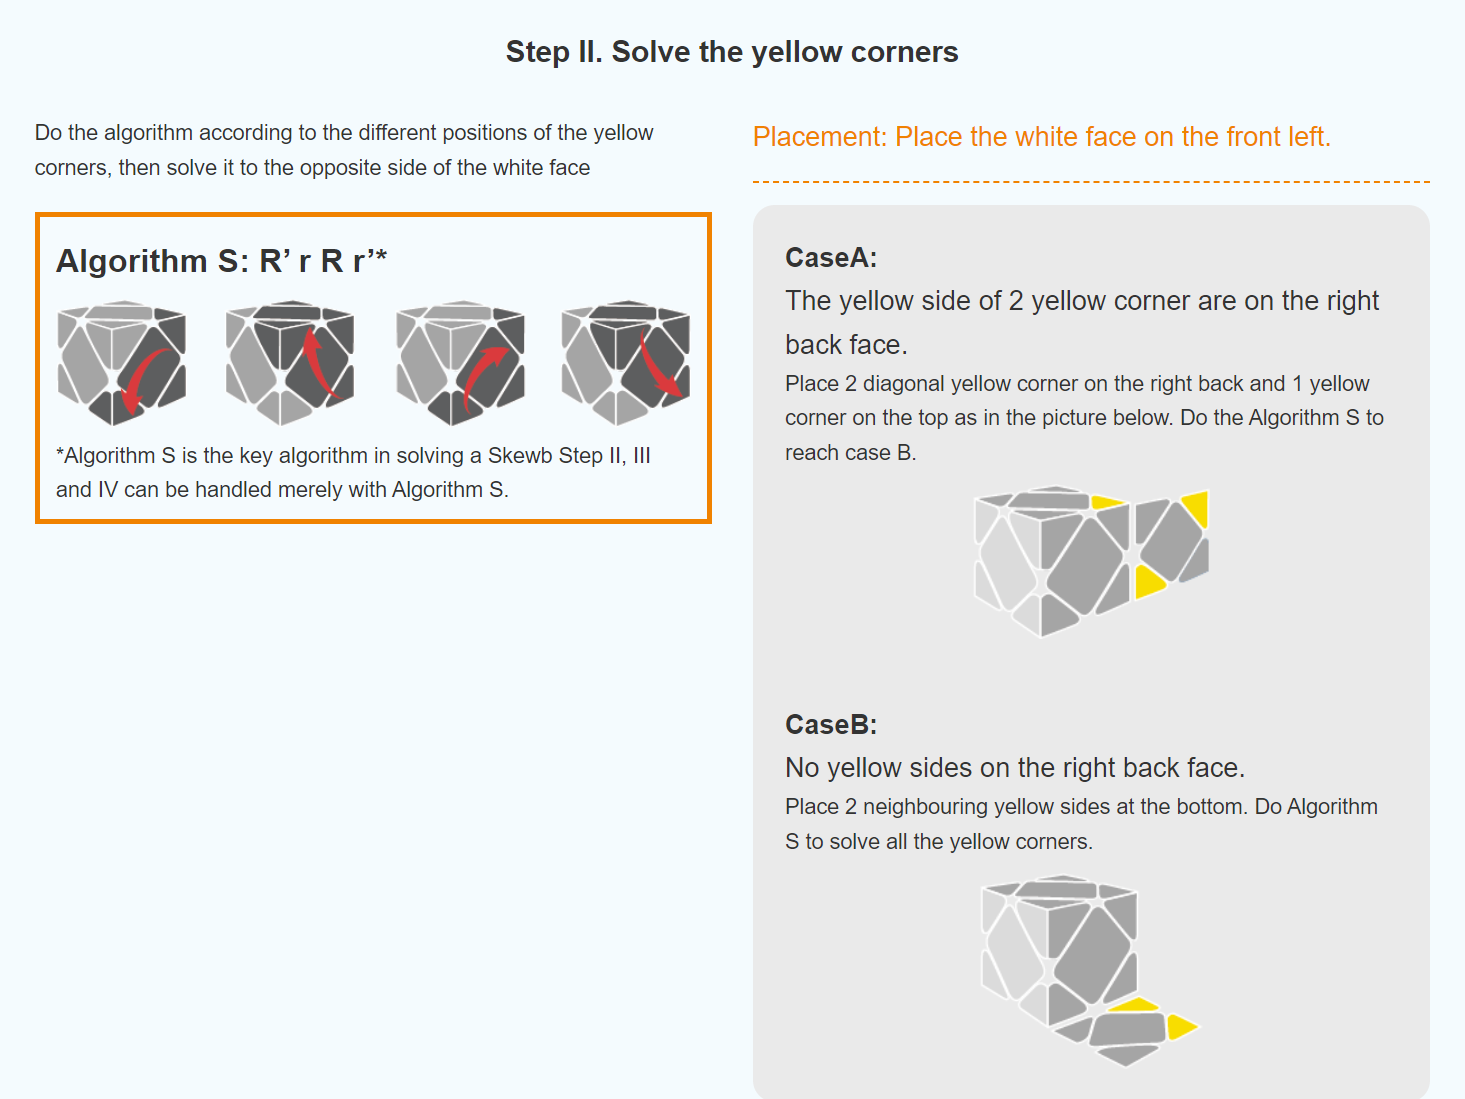 Step II. Solve the yellow corners
Do the algorithm according to the different positions of the yellow
corners, then solve it to the opposite side of the white face
Algorithm S: R’ r R r’*
*Algorithm S is the key algorithm in solving a Skewb Step II, III
and IV can be handled merely with Algorithm S.
Placement: Place the white face on the front left.
CaseA:
The yellow side of 2 yellow corner are on the right
back face.
Place 2 diagonal yellow corner on the right back and 1 yellow
corner on the top as in the picture below. Do the Algorithm S to
reach case B.
CaseB:
No yellow sides on the right back face.
Place 2 neighbouring yellow sides at the bottom. Do Algorithm
S to solve all the yellow corners.